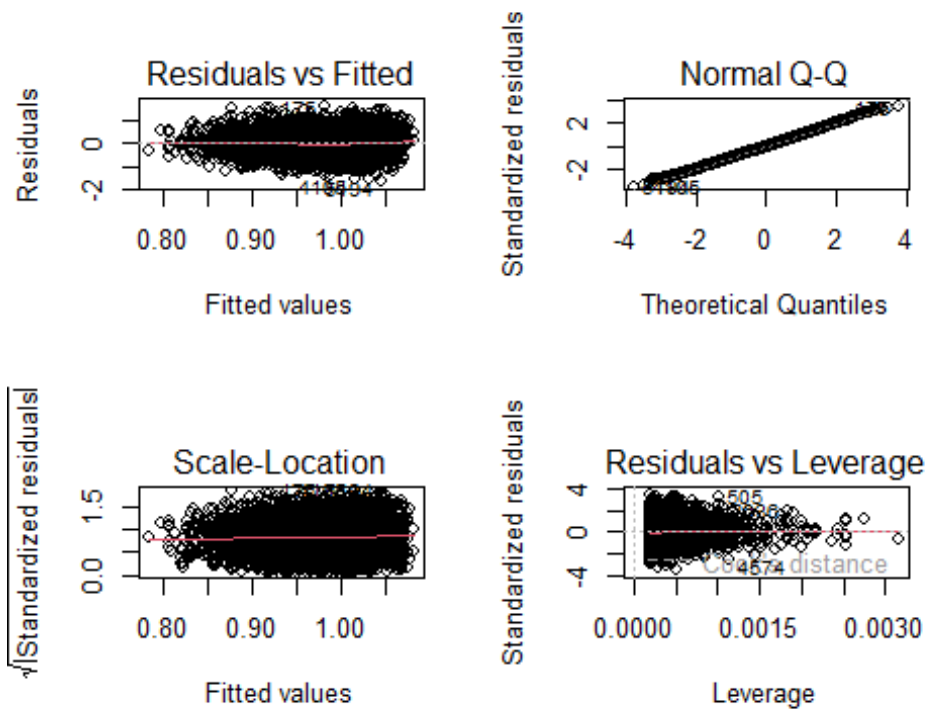 Residuals vs Fitted
Residuals
0
-2
0.80
0.90
1.00
Fitted values
Normal Q-Q
Standardized residuals
2
-2
-4
-2
0
2
4
Theoretical Quantiles
Scale-Location
√|Standardized residuals|
1.5
0.0
0.80
0.90
1.00
Fitted values
Residuals vs Leverage
Standardized residuals
4
0
-4
505
Cook's distance
4574
0.0000
0.0015
0.0030
Leverage